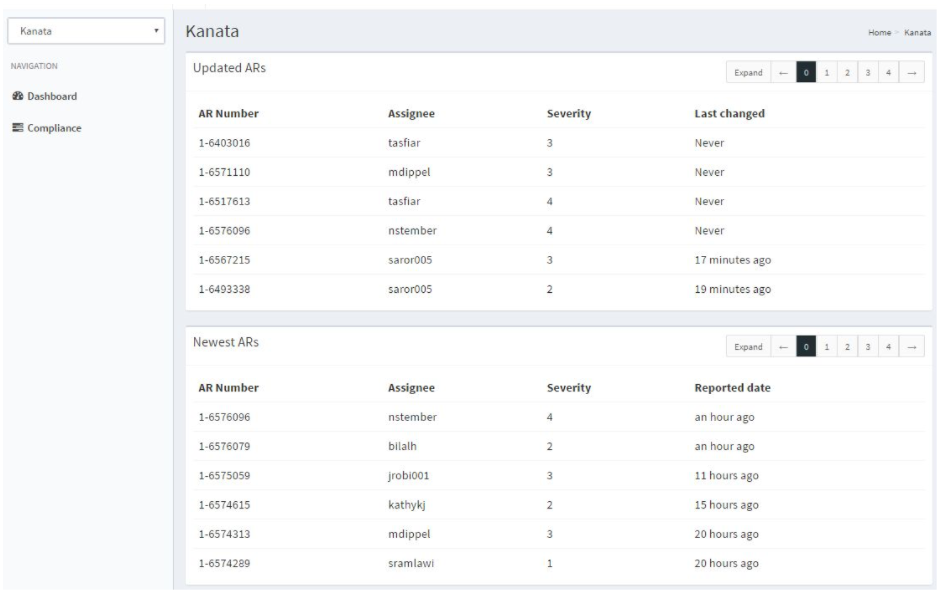 Kanata
NAVIGATION
Dashboard
Compliance
Kanata
Home > Kanata
Updated ARs
Expand ← 0 1 2 3 4 →
AR Number Assignee Severity Last changed
1-6403016 tasfiar 3 Never
1-6571110 mdippel 3 Never
1-6517613 tasfiar 4 Never
1-6576096 nstember 4 Never
1-6567215 saror005 3 17 minutes ago
1-6493338 saror005 2 19 minutes ago
Newest ARs
Expand ← 0 1 2 3 4 →
AR Number Assignee Severity Reported date
1-6576096 nstember 4 an hour ago
1-6576079 bilalh 2 an hour ago
1-6575059 jrobi001 3 11 hours ago
1-6574615 kathykj 2 15 hours ago
1-6574313 mdippel 3 20 hours ago
1-6574289 sramlawi 1 20 hours ago